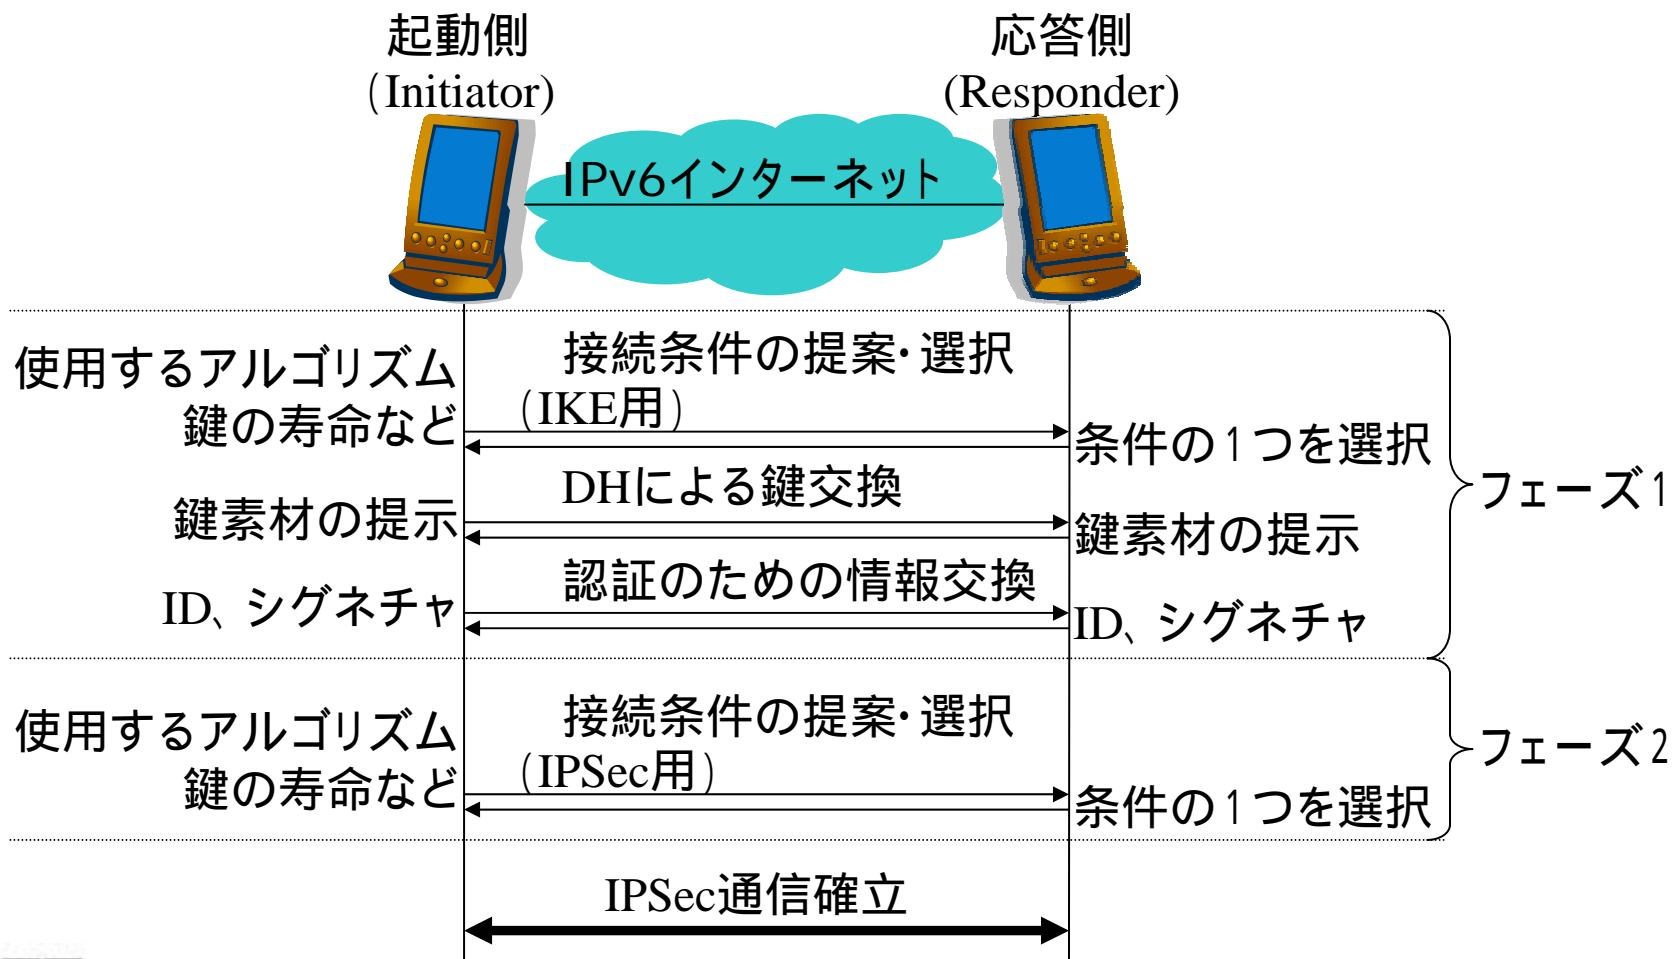 起動側
(Initiator)
応答側
(Responder)
IPv6インターネット
接続条件の提案・選択
(IKE用)
使用するアルゴリズム
鍵の寿命など
条件の1つを選択
DHによる鍵交換
鍵素材の提示
鍵素材の提示
認証のための情報交換
ID、シグネチャ
ID、シグネチャ
フェーズ1
接続条件の提案・選択
(IPSec用)
使用するアルゴリズム
鍵の寿命など
条件の1つを選択
フェーズ2
IPSec通信確立